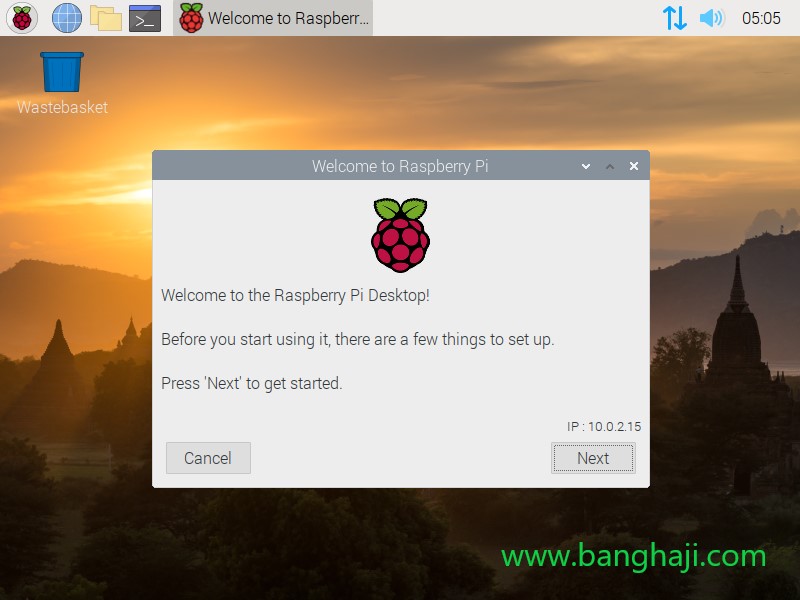 Welcome to Raspberr...
05:05
Wastebasket
Welcome to Raspberry Pi
Welcome to the Raspberry Pi Desktop!
Before you start using it, there are a few things to set up.
Press 'Next' to get started.
IP : 10.0.2.15
Cancel
Next
www.banghaji.com